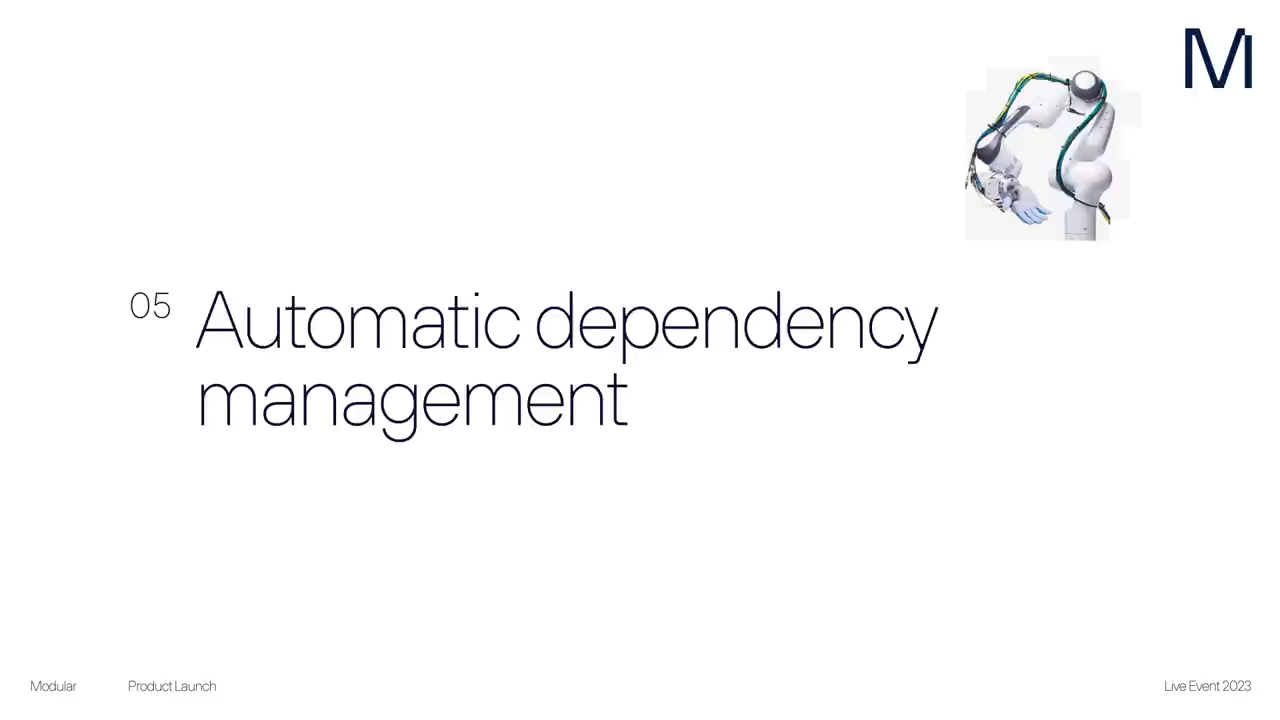 M
05 Automatic dependency
management
Modular Product Launch Live Event 2023